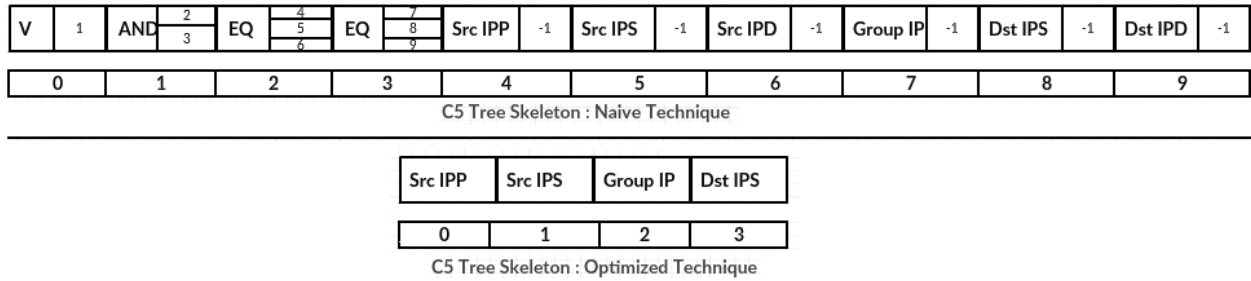 V 1 AND 2 3 EQ 4 5 6 EQ 7 8 9 Src IPP -1 Src IPS -1 Src IPD -1 Group IP -1 Dst IPS -1 Dst IPD -1
0 1 2 3 4 5 6 7 8 9
C5 Tree Skeleton : Naive Technique
Src IPP Src IPS Group IP Dst IPS
0 1 2 3
C5 Tree Skeleton : Optimized Technique